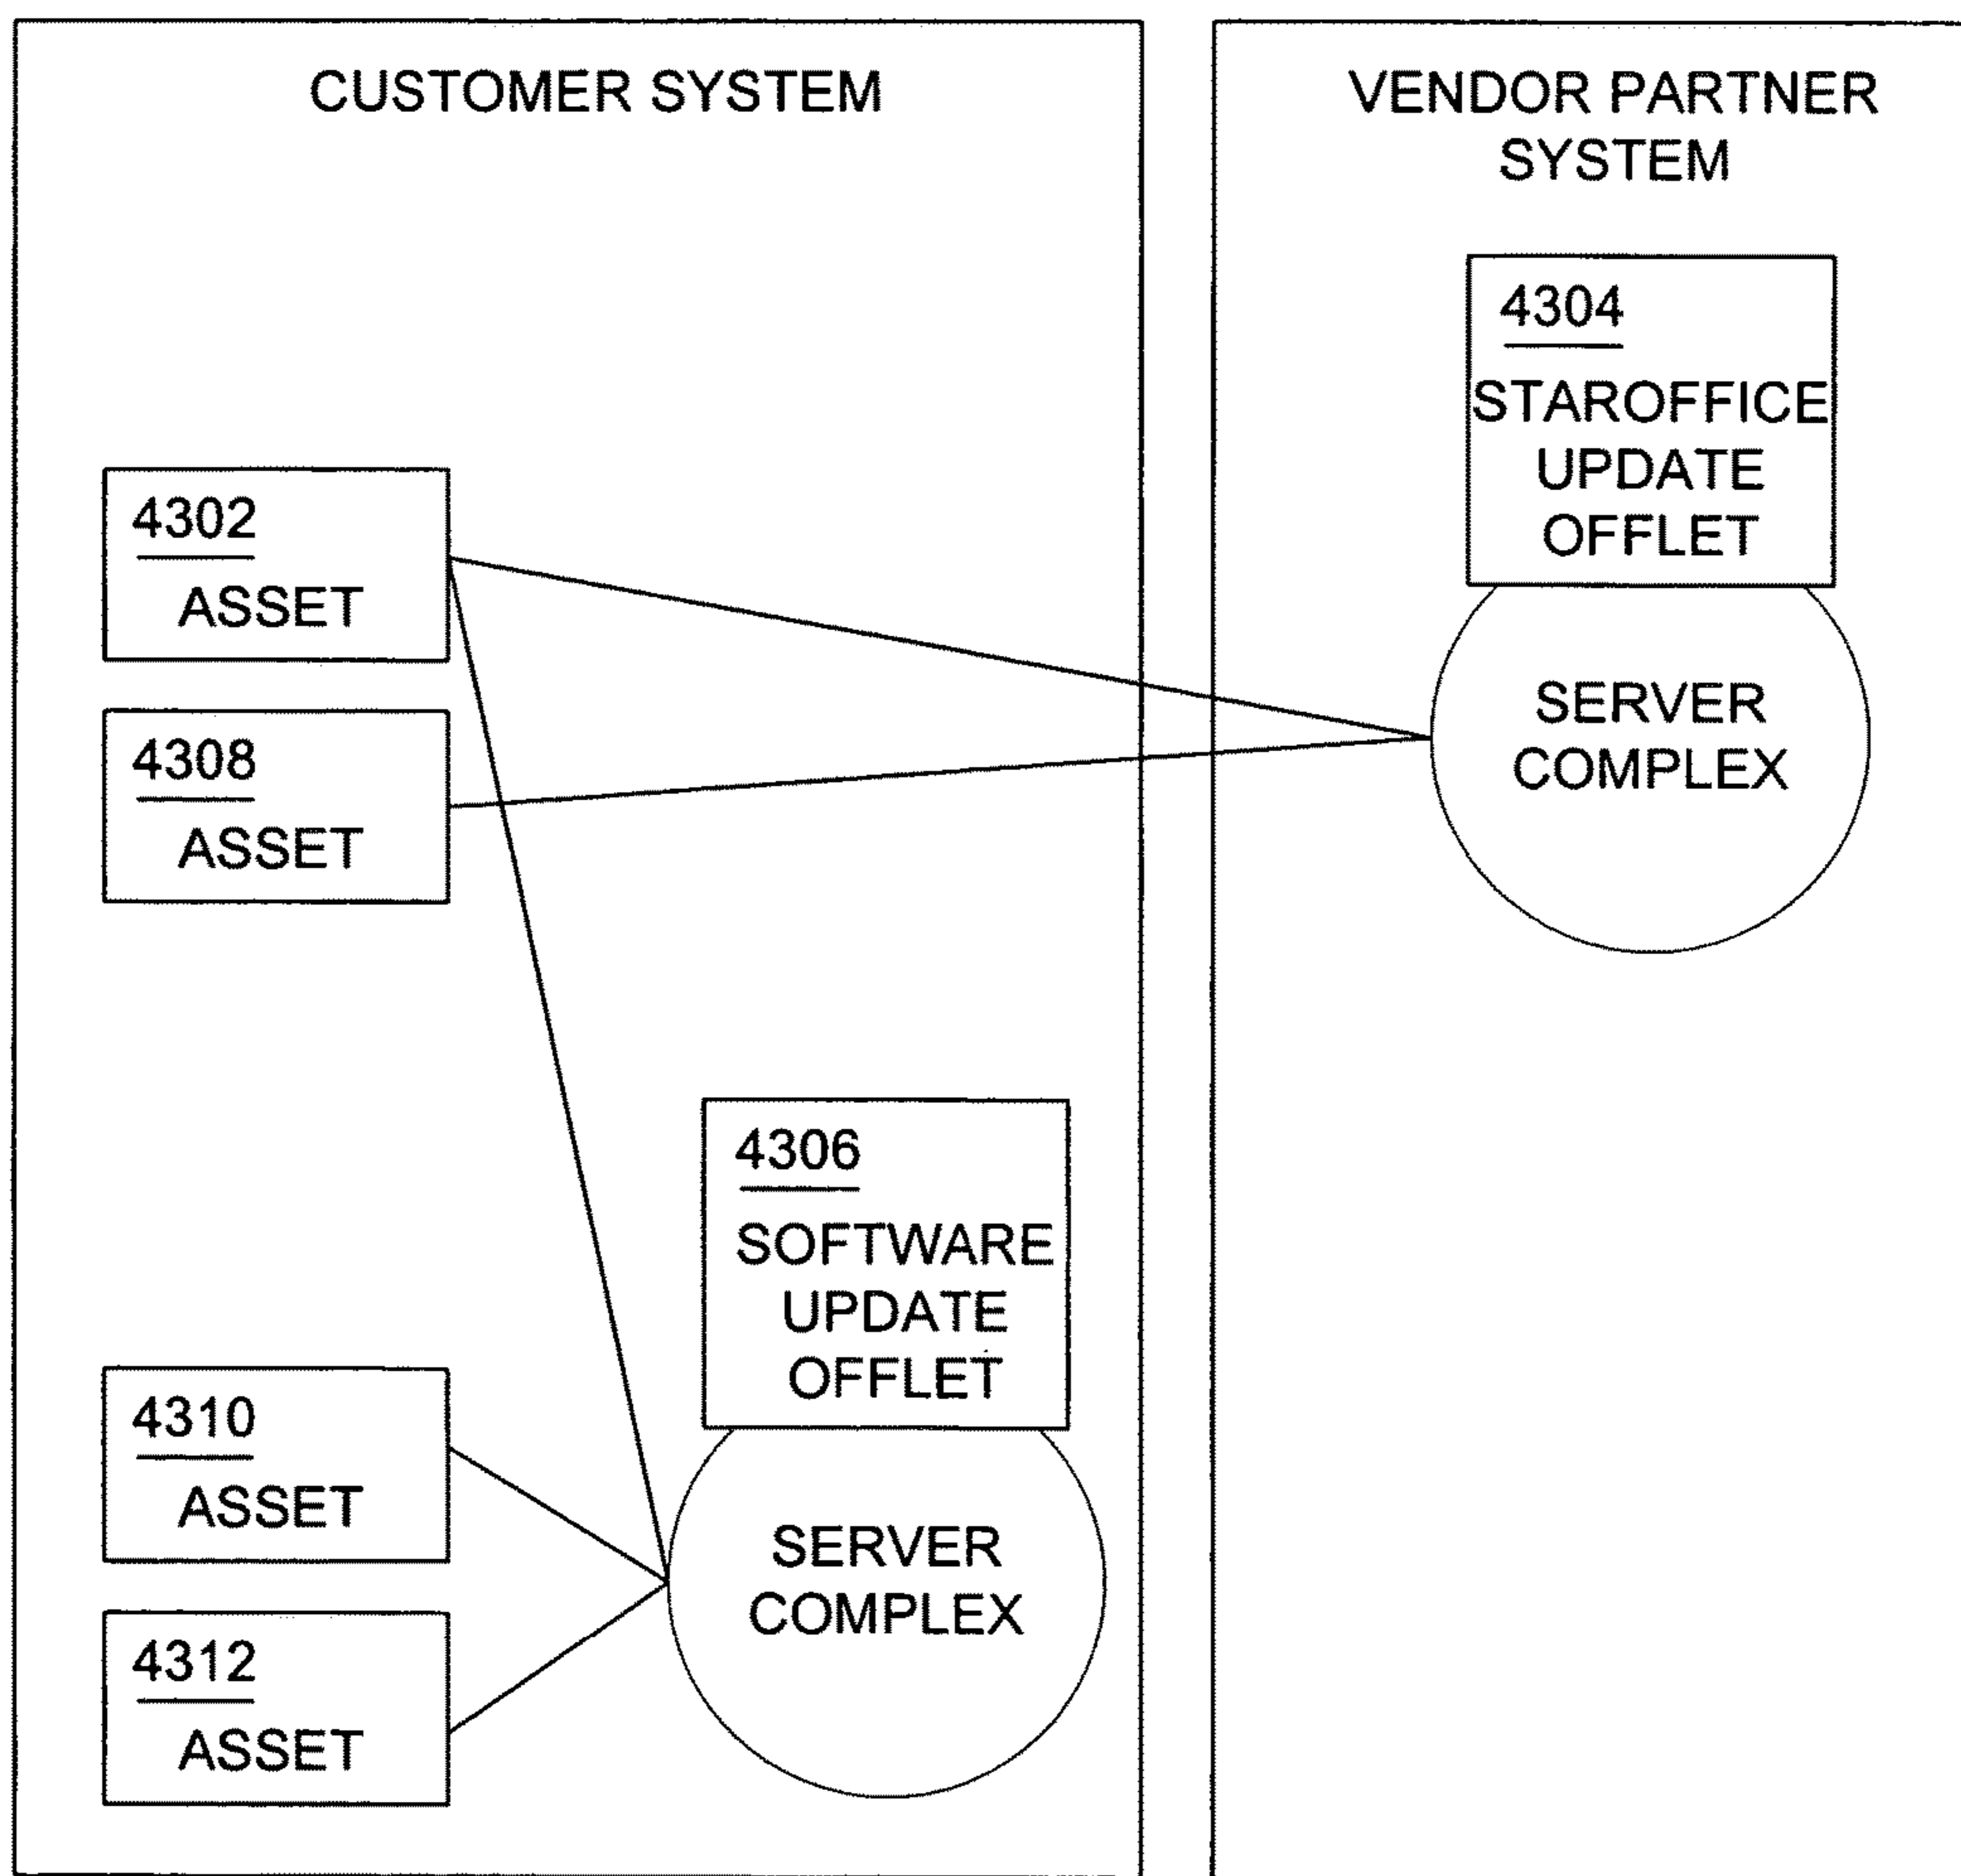 CUSTOMER SYSTEM
4302
ASSET
4308
ASSET
4306
SOFTWARE
UPDATE
OFFLET
SERVER
COMPLEX
4310
ASSET
4312
ASSET
VENDOR PARTNER
SYSTEM
4304
STAROFFICE
UPDATE
OFFLET
SERVER
COMPLEX